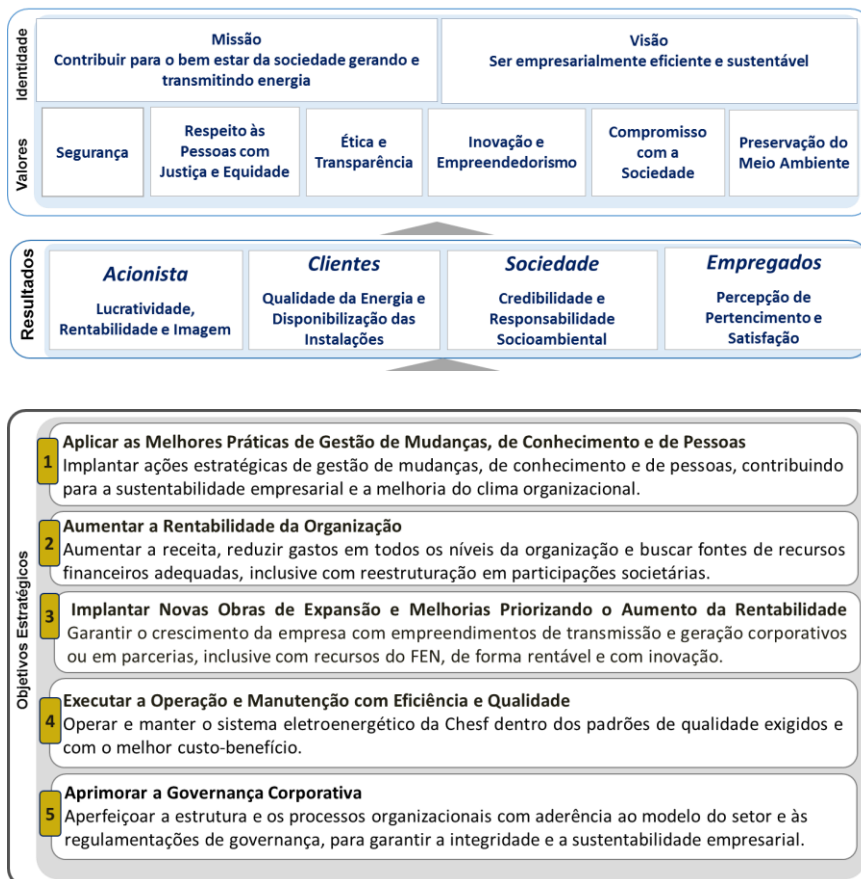 Identidade
Missão
Contribuir para o bem estar da sociedade gerando e
transmitindo energia
Visão
Ser empresarialmente eficiente e sustentável
Valores
Segurança
Respeito às
Pessoas com
Justiça e Equidade
Ética e
Transparência
Inovação e
Empreendedorismo
Compromisso
com a
Sociedade
Preservação do
Meio Ambiente
Resultados
Acionista
Lucratividade,
Rentabilidade e Imagem
Clientes
Qualidade da Energia e
Disponibilização das
Instalações
Sociedade
Credibilidade e
Responsabilidade
Socioambiental
Empregados
Percepção de
Pertencimento e
Satisfação
Objetivos Estratégicos
1
Aplicar as Melhores Práticas de Gestão de Mudanças, de Conhecimento e de Pessoas
Implantar ações estratégicas de gestão de mudanças, de conhecimento e de pessoas, contribuindo
para a sustentabilidade empresarial e a melhoria do clima organizacional.
2
Aumentar a Rentabilidade da Organização
Aumentar a receita, reduzir gastos em todos os níveis da organização e buscar fontes de recursos
financeiros adequadas, inclusive com reestruturação em participações societárias.
3
Implantar Novas Obras de Expansão e Melhorias Priorizando o Aumento da Rentabilidade
Garantir o crescimento da empresa com empreendimentos de transmissão e geração corporativos
ou em parcerias, inclusive com recursos do FEN, de forma rentável e com inovação.
4
Executar a Operação e Manutenção com Eficiência e Qualidade
Operar e manter o sistema eletroenergético da Chesf dentro dos padrões de qualidade exigidos e
com o melhor custo-benefício.
5
Aprimorar a Governança Corporativa
Aperfeiçoar a estrutura e os processos organizacionais com aderência ao modelo do setor e às
regulamentações de governança, para garantir a integridade e a sustentabilidade empresarial.